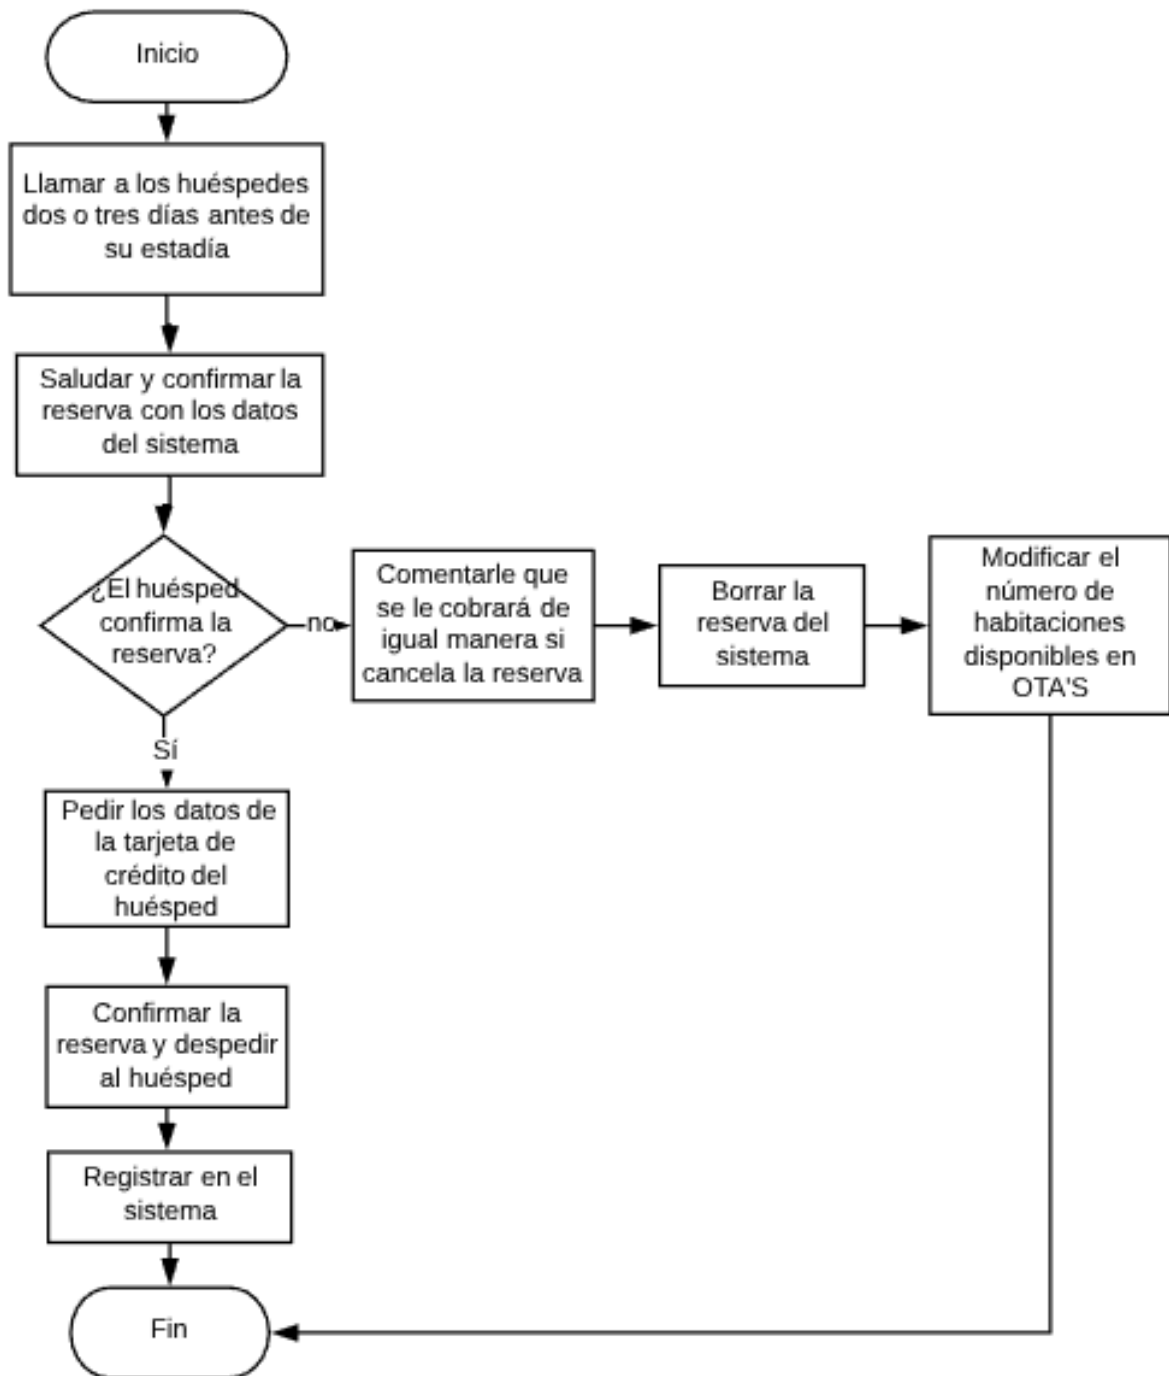 Inicio
Llamar a los huéspedes
dos o tres días antes de
su estadía
Saludar y confirmar la
reserva con los datos
del sistema
¿El huésped
confirma la
reserva?
no
Comentarle que
se le cobrará de
igual manera si
cancela la reserva
Borrar la
reserva del
sistema
Modificar el
número de
habitaciones
disponibles en
OTA'S
Sí
Pedir los datos de
la tarjeta de
crédito del
huésped
Confirmar la
reserva y despedir
al huésped
Registrar en el
sistema
Fin